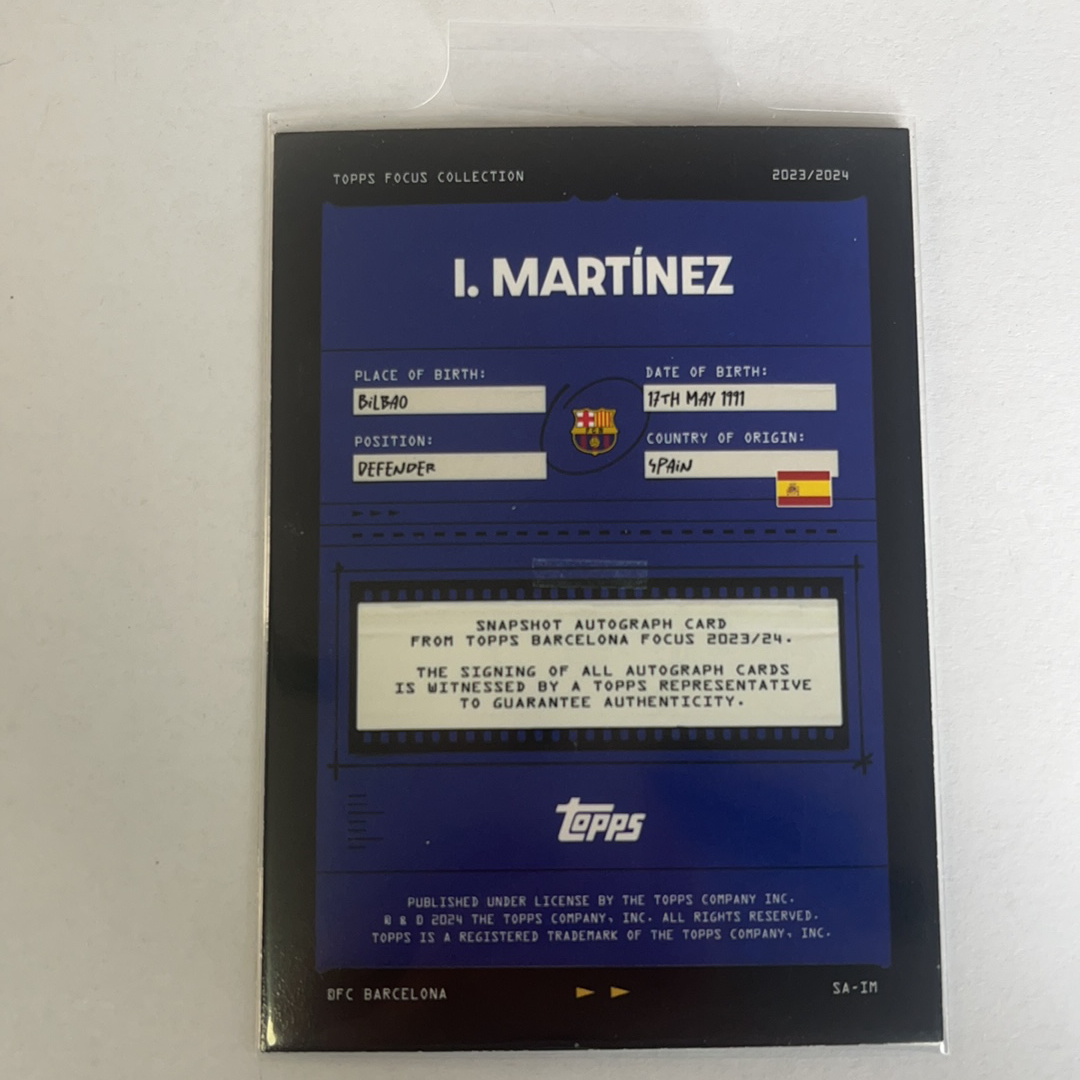 TOPPS FOCUS COLLECTION 2023/2024
I. MARTÍNEZ
PLACE OF BIRTH: DATE OF BIRTH:
BiLBAO 17TH MAY 1991
POSITION: COUNTRY OF ORIGIN:
DEFENDER SPAiN
FCB
SNAPSHOT AUTOGRAPH CARD
FROM TOPPS BARCELONA FOCUS 2023/24.
THE SIGNING OF ALL AUTOGRAPH CARDS
IS WITNESSED BY A TOPPS REPRESENTATIVE
TO GUARANTEE AUTHENTICITY.
topps
PUBLISHED UNDER LICENSE BY THE TOPPS COMPANY INC.
® & © 2024 THE TOPPS COMPANY, INC. ALL RIGHTS RESERVED.
TOPPS IS A REGISTERED TRADEMARK OF THE TOPPS COMPANY, INC.
©FC BARCELONA SA-IM